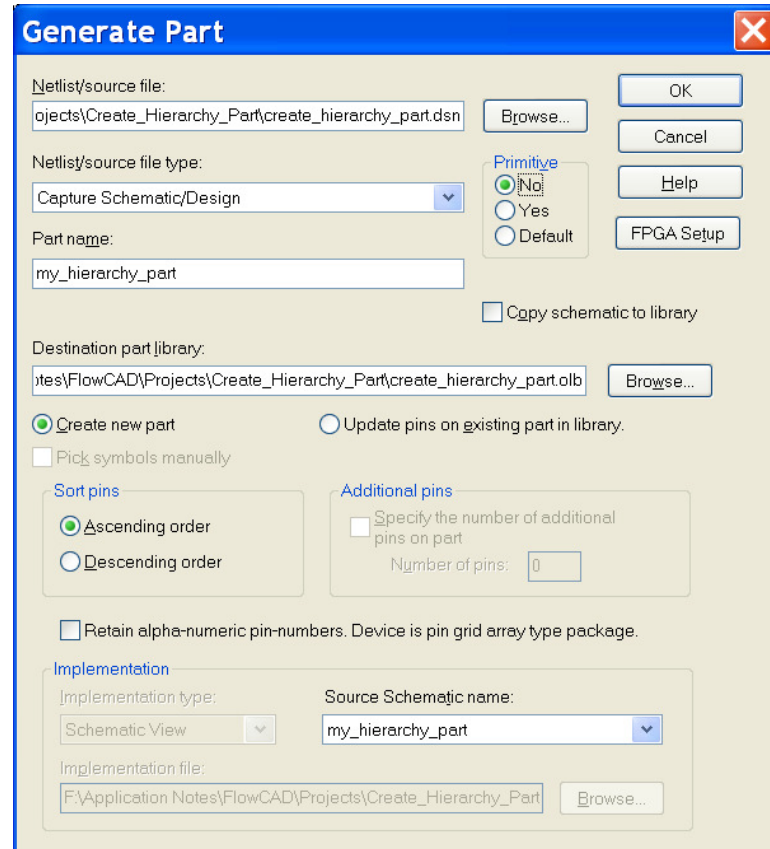 Generate Part
Netlist/source file:
ojects\Create_Hierarchy_Part\create_hierarchy_part.dsn
Browse...
OK
Cancel
Netlist/source file type:
Capture Schematic/Design
Primitive
No
Yes
Default
Help
FPGA Setup
Part name:
my_hierarchy_part
Copy schematic to library
Destination part library:
otes\FlowCAD\Projects\Create_Hierarchy_Part\create_hierarchy_part.olb
Browse...
Create new part
Update pins on existing part in library.
Pick symbols manually
Sort pins
Ascending order
Descending order
Additional pins
Specify the number of additional
pins on part
Number of pins:
0
Retain alpha-numeric pin-numbers. Device is pin grid array type package.
Implementation
Implementation type:
Schematic View
Source Schematic name:
my_hierarchy_part
Implementation file:
F:\Application Notes\FlowCAD\Projects\Create_Hierarchy_Part
Browse...